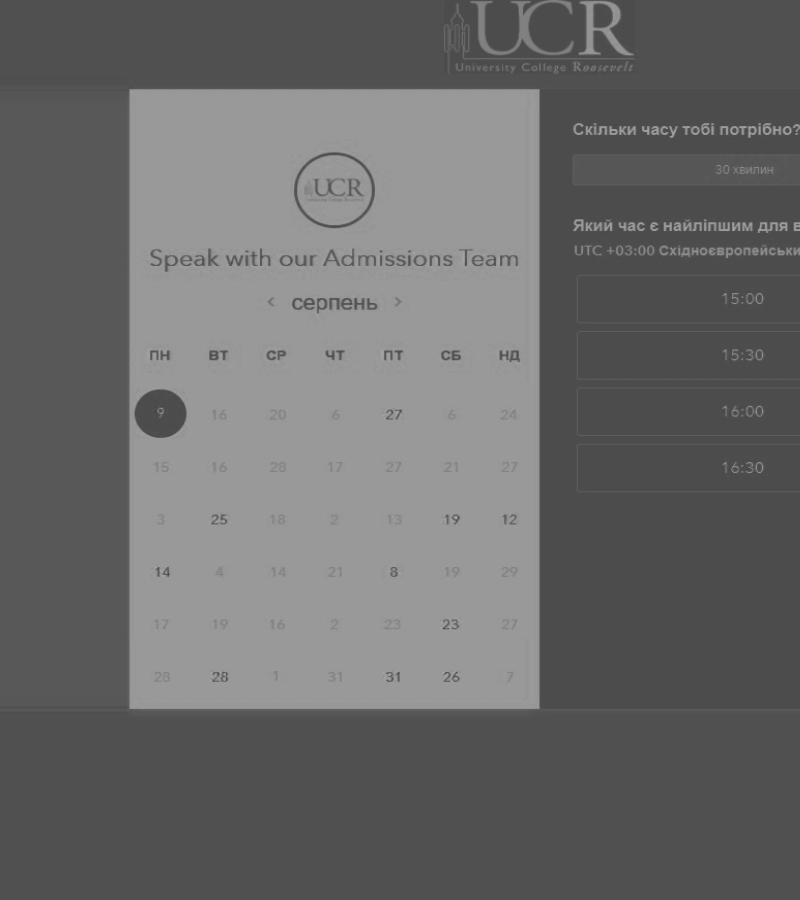 UCR
University College Roosevelt
Скільки часу тобі потрібно?
30 хвилин
UCR
Speak with our Admissions Team
Який час є найліпшим для в
UTC +03:00 Східноєвропейськи
< серпень >
15:00
15:30
16:00
16:30
ПН ВТ СР ЧТ ПТ СБ НД
9 16 20 6 27 6 24
15 16 28 17 27 21 27
3 25 18 2 13 19 12
14 4 14 21 8 19 29
17 19 16 2 23 23 27
28 28 1 31 31 26 7